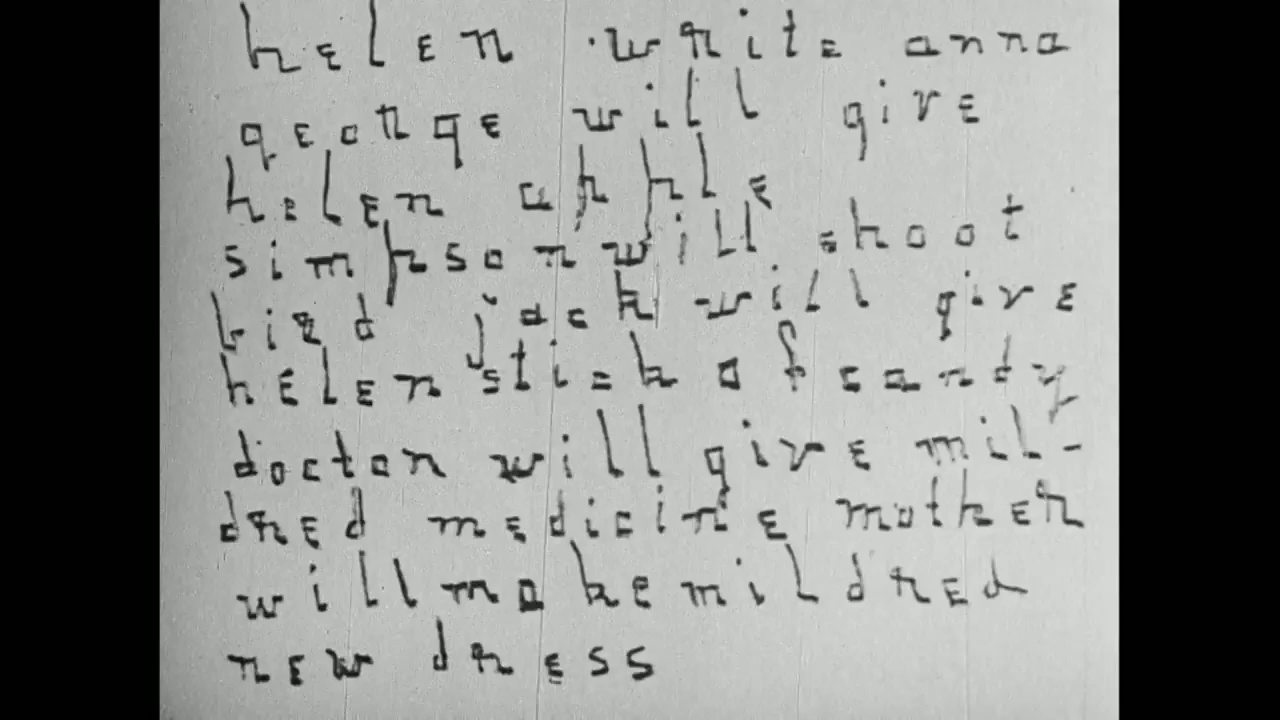 helen write anna
george will give
helen apple
simpson will shoot
bird jack will give
helen stick of candy
doctor will give mil-
dred medicine mother
will make mildred
new dress